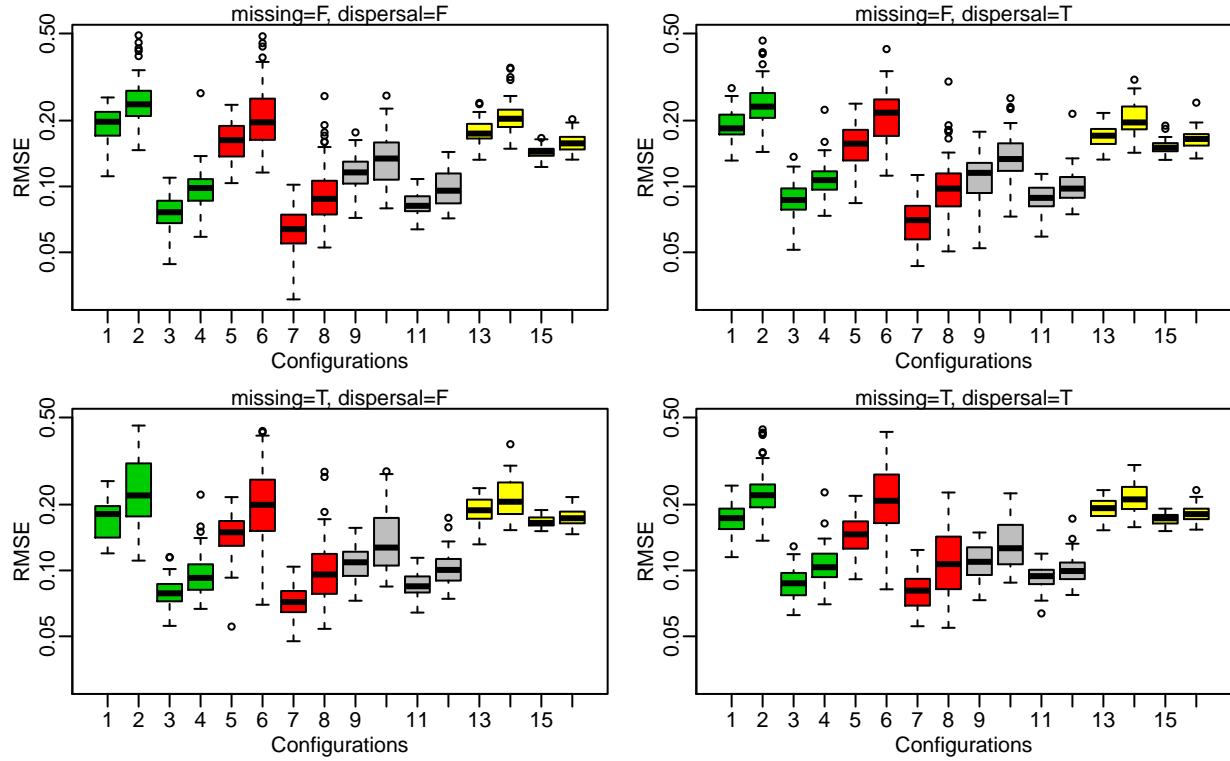 missing=F, dispersal=F
RMSE
0.50
0.20
0.10
0.05
1 2 3 4 5 6 7 8 9 11 13 15
Configurations
missing=F, dispersal=T
RMSE
0.50
0.20
0.10
0.05
1 2 3 4 5 6 7 8 9 11 13 15
Configurations
missing=T, dispersal=F
RMSE
0.50
0.20
0.10
0.05
1 2 3 4 5 6 7 8 9 11 13 15
Configurations
missing=T, dispersal=T
RMSE
0.50
0.20
0.10
0.05
1 2 3 4 5 6 7 8 9 11 13 15
Configurations